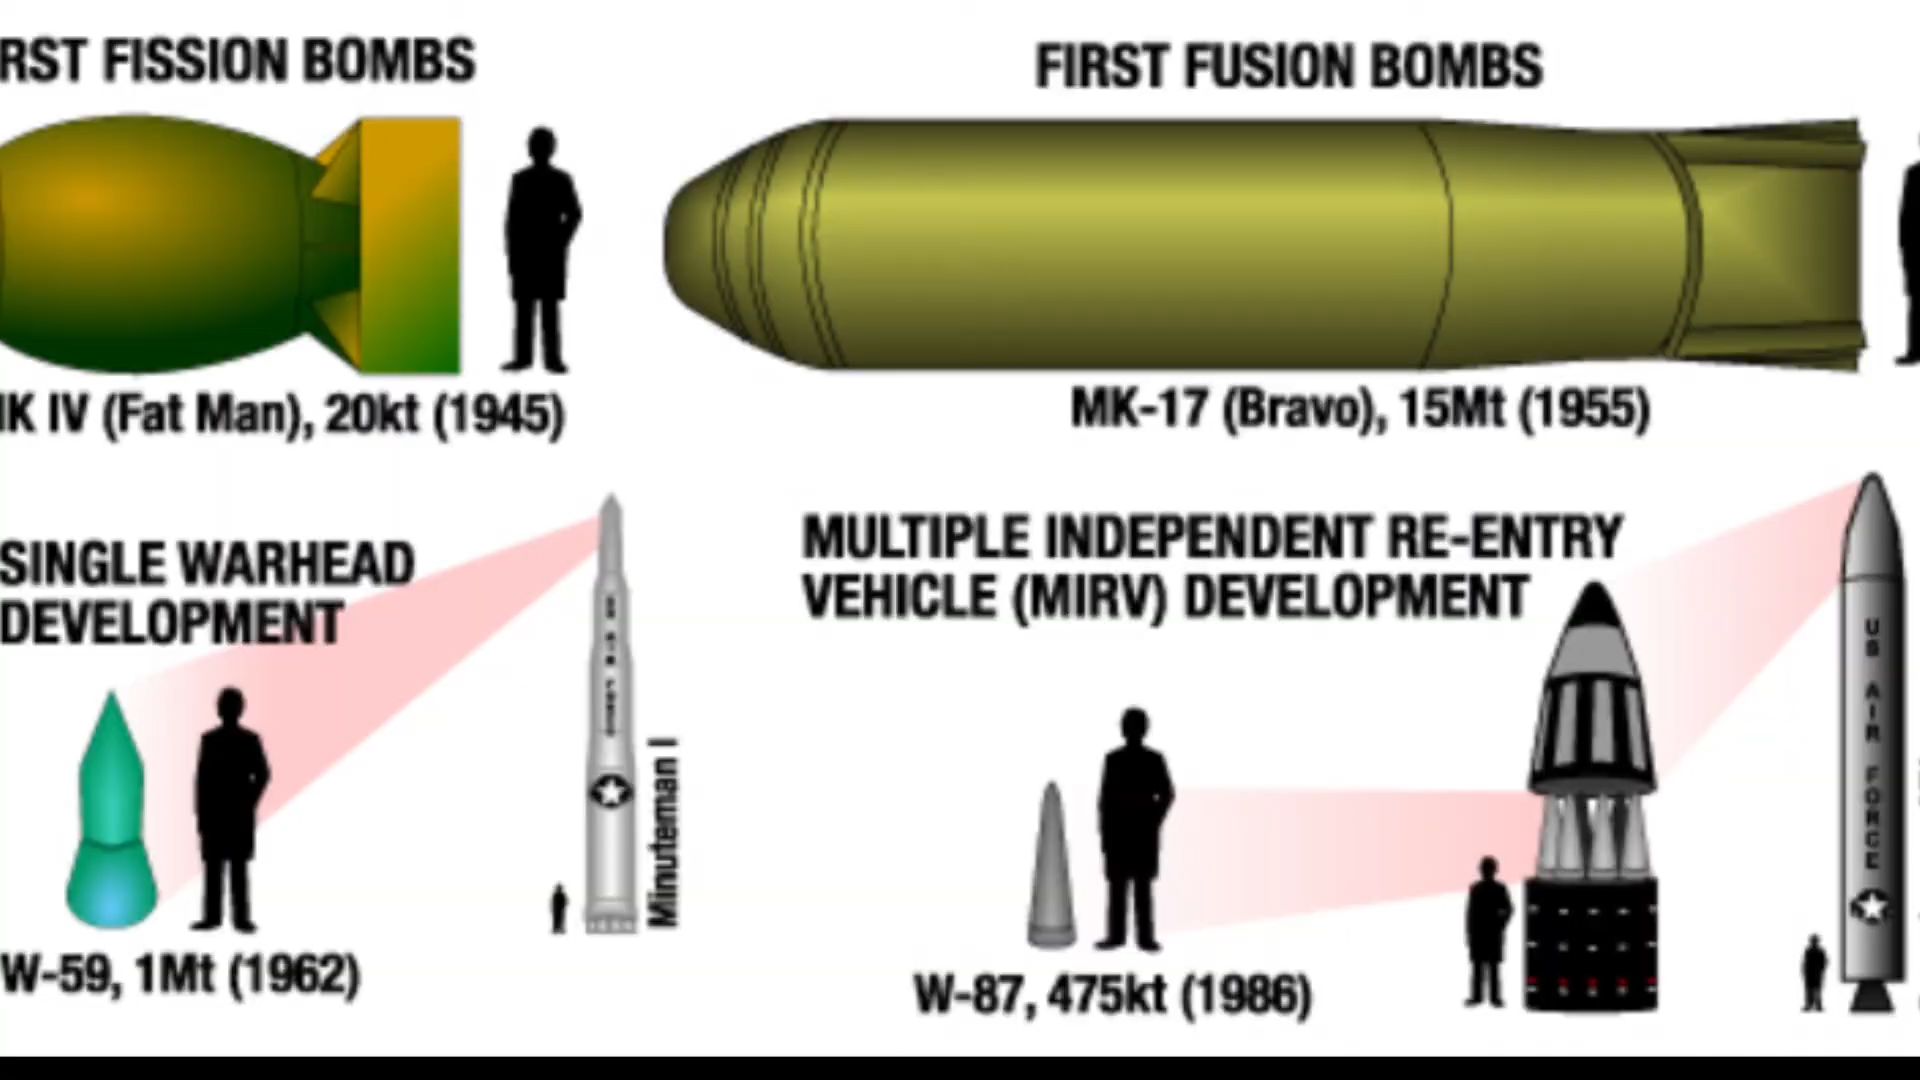 RST FISSION BOMBS
FIRST FUSION BOMBS
IK IV (Fat Man), 20kt (1945)
MK-17 (Bravo), 15Mt (1955)
SINGLE WARHEAD
DEVELOPMENT
Minuteman I
W-59, 1Mt (1962)
MULTIPLE INDEPENDENT RE-ENTRY
VEHICLE (MIRV) DEVELOPMENT
US AIR FORCE
W-87, 475kt (1986)